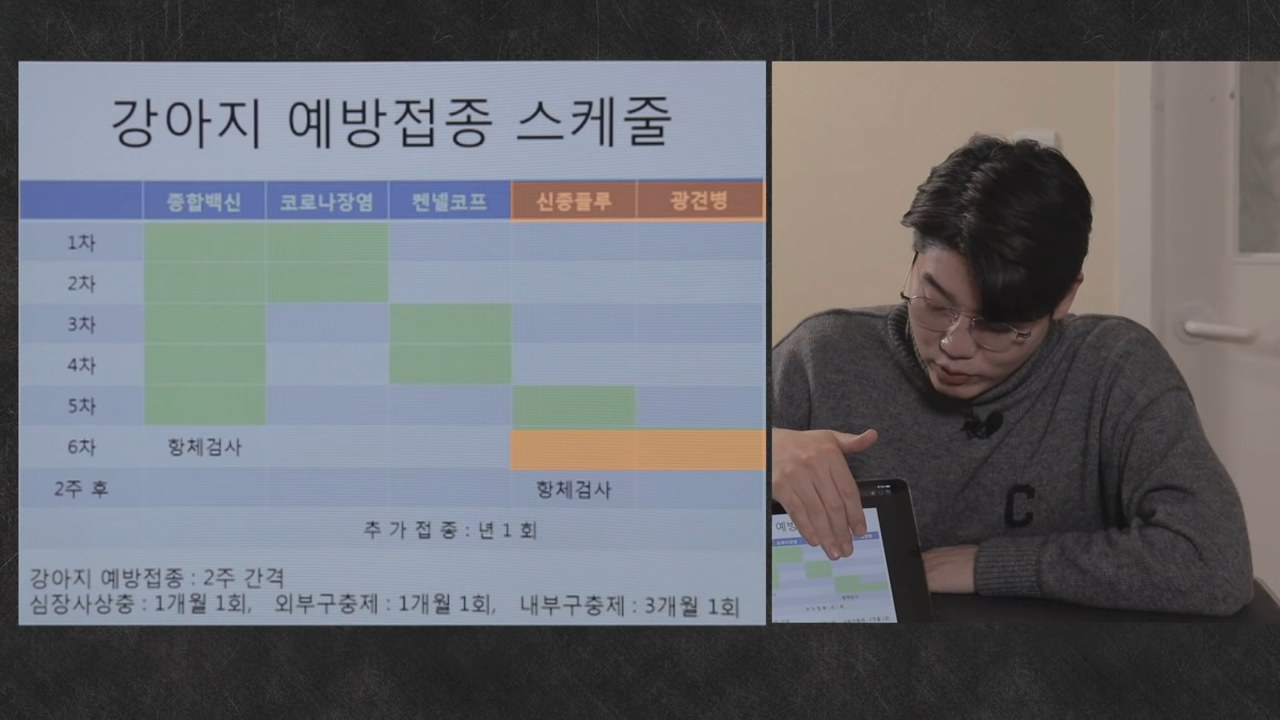 강아지 예방접종 스케줄
종합백신 코로나장염 켄넬코프 신종플루 광견병
1차
2차
3차
4차
5차
6차 항체검사
2주 후 항체검사
추 가 접 종 : 년 1 회
강아지 예방접종 : 2주 간격
심장사상충 : 1개월 1회, 외부구충제 : 1개월 1회, 내부구충제 : 3개월 1회
C